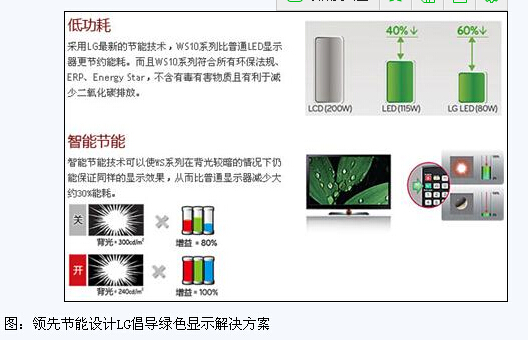 低功耗
采用LG最新的节能技术，WS10系列比普通LED显示
器更节约能耗。而且WS10系列符合所有环保法规、
ERP、Energy Star，不含有毒有害物质且有利于减
少二氧化碳排放。
40%
60%
LCD(200W)
LED(115W)
LG LED(80W)
智能节能
智能节能技术可以使WS系列在背光较暗的情况下仍
能保证同样的显示效果，从而比普通显示器减少大
约30%能耗。
关
背光=300cd/m²
增益=80%
开
背光=240cd/m²
增益=100%
图：领先节能设计LG倡导绿色显示解决方案